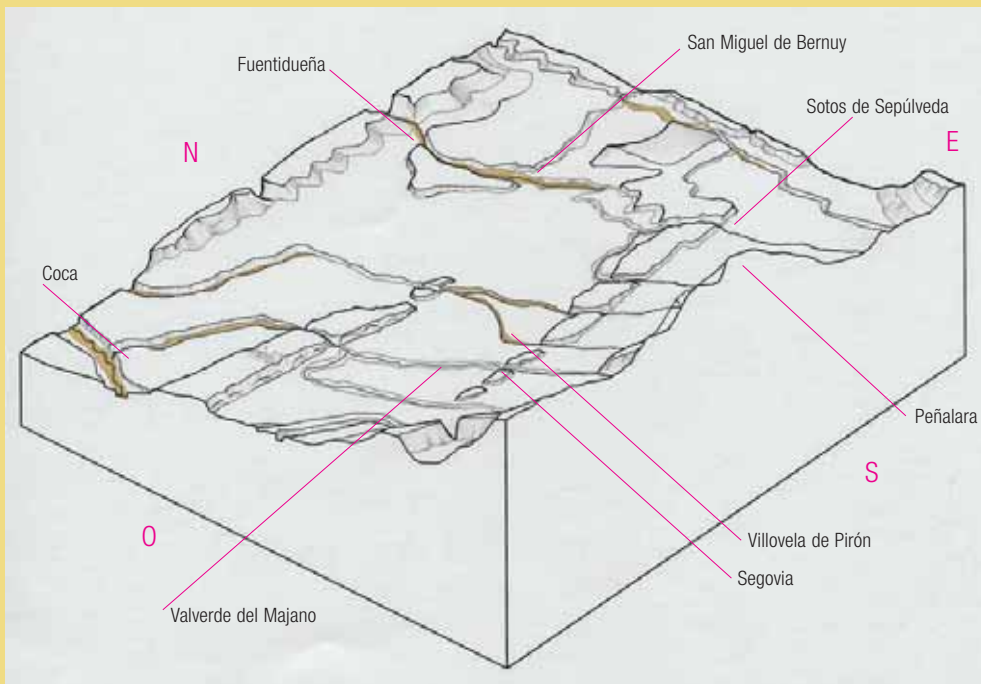 San Miguel de Bernuy
Fuentidueña
Sotos de Sepúlveda
N
E
Coca
Peñalara
S
O
Villovela de Pirón
Segovia
Valverde del Majano